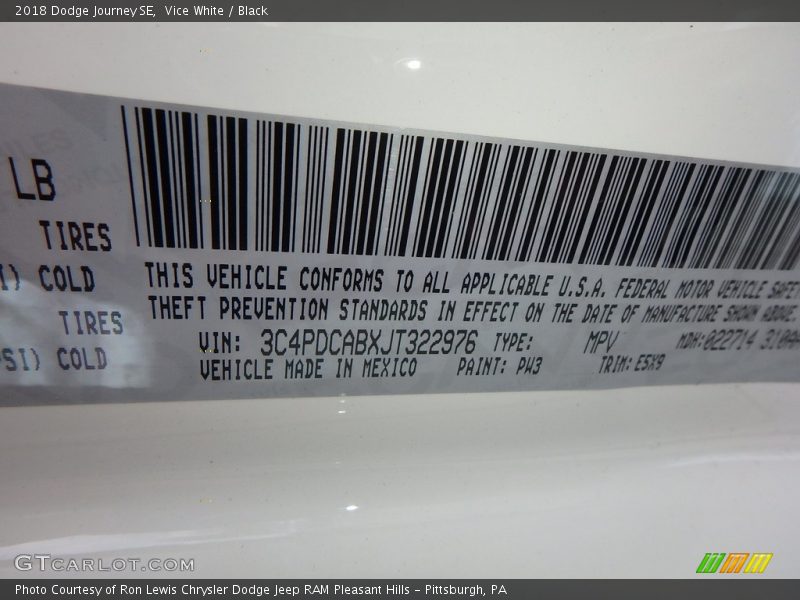 2018 Dodge Journey SE, Vice White / Black
LB
TIRES
COLD
TIRES
COLD
THIS VEHICLE CONFORMS TO ALL APPLICABLE U.S.A. FEDERAL MOTOR VEHICLE
THEFT PREVENTION STANDARDS IN EFFECT ON THE DATE OF MANUFACTURE SHOWN ABOVE.
VIN: 3C4PDCABXJT322976 TYPE: MPV MDH: 022714
VEHICLE MADE IN MEXICO PAINT: PW3 TRIM: E5X9
GTCARLOT.COM
Photo Courtesy of Ron Lewis Chrysler Dodge Jeep RAM Pleasant Hills - Pittsburgh, PA